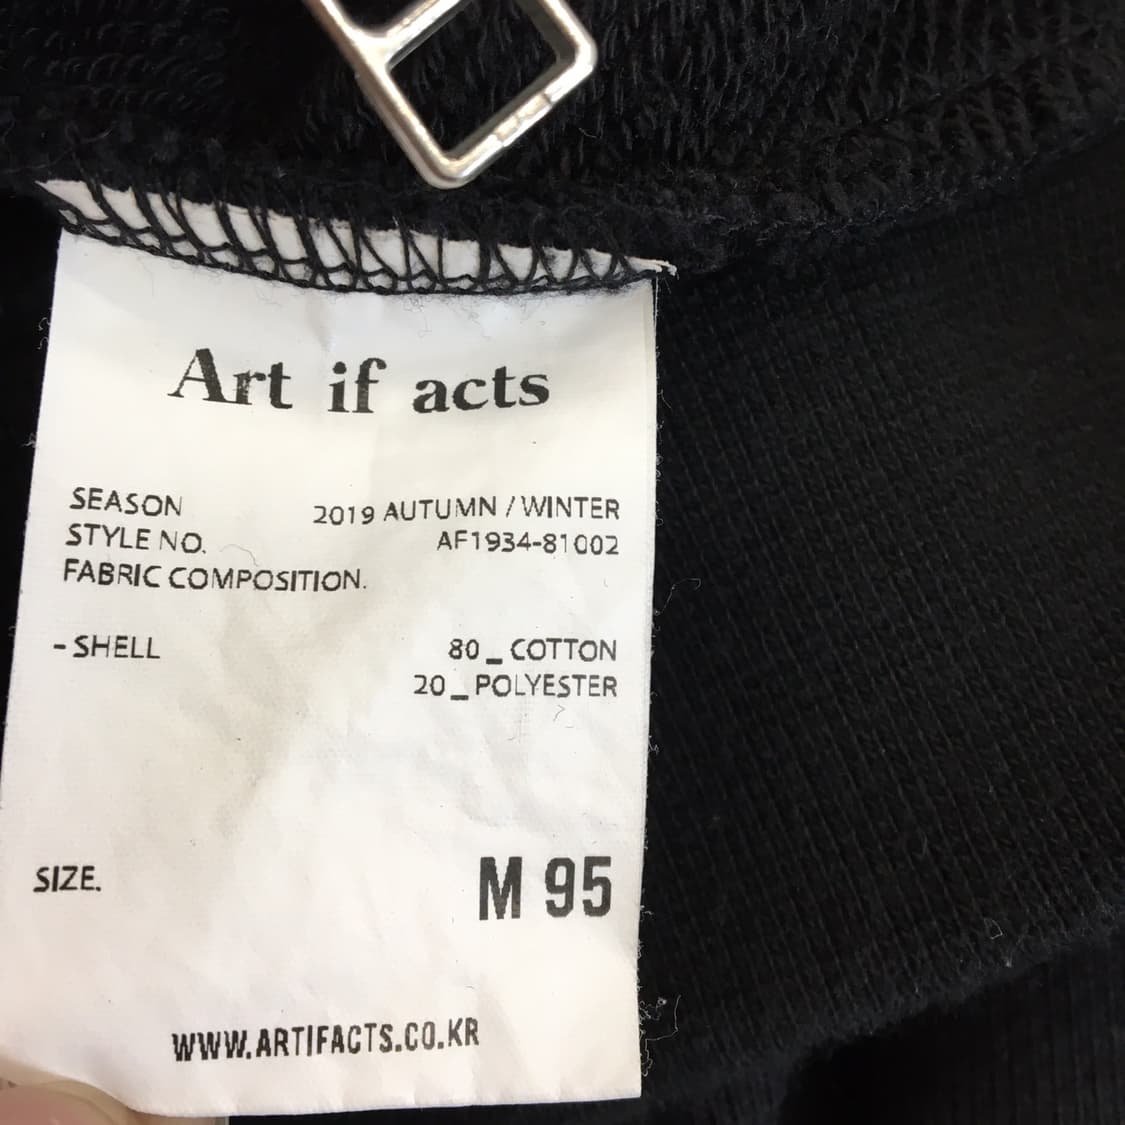 Art if acts
SEASON 2019 AUTUMN / WINTER
STYLE NO. AF1934-81002
FABRIC COMPOSITION.
- SHELL 80_COTTON
20_POLYESTER
SIZE. M 95
WWW.ARTIFACTS.CO.KR